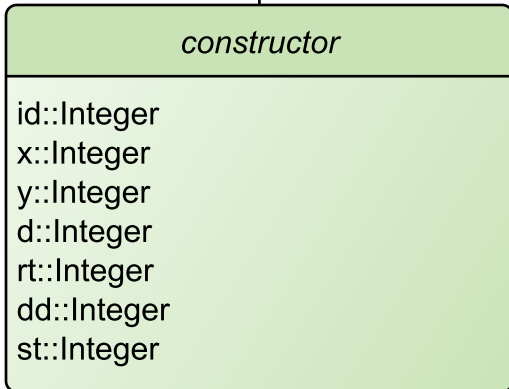 constructor
id::Integer
x::Integer
y::Integer
d::Integer
rt::Integer
dd::Integer
st::Integer